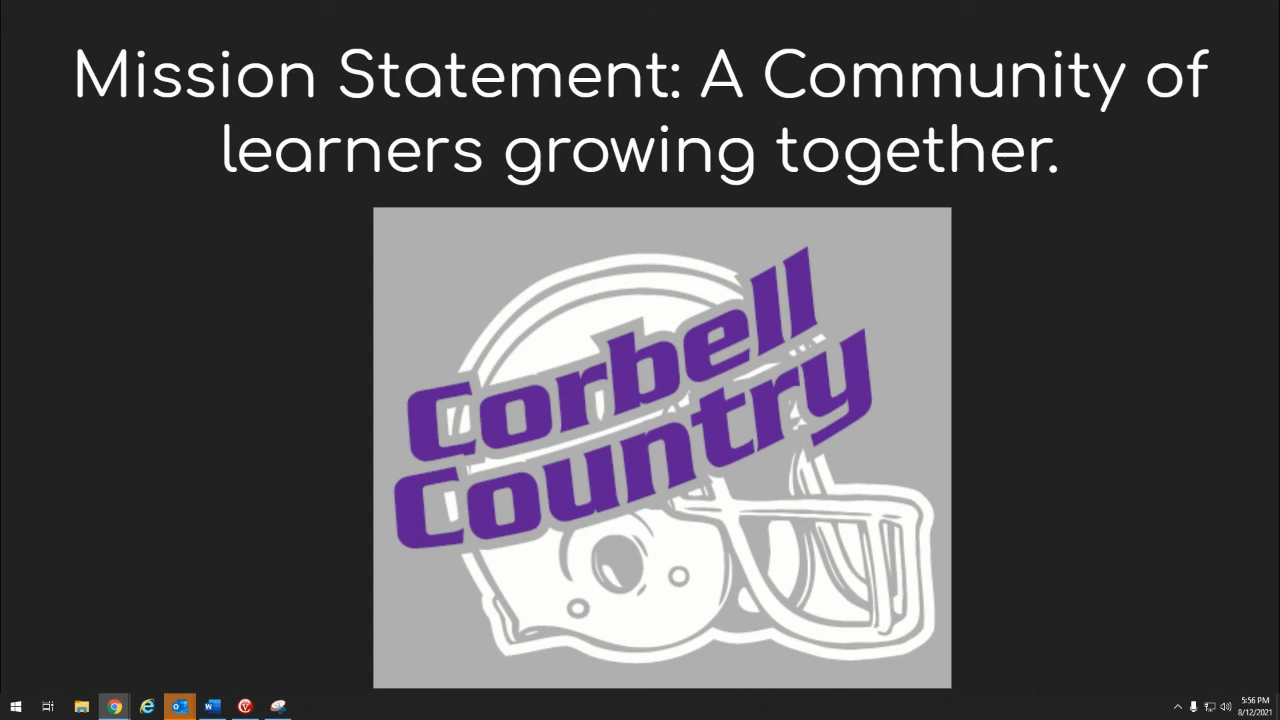 Mission Statement: A Community of
learners growing together.
Corbell
Country
5:56 PM
8/12/2021